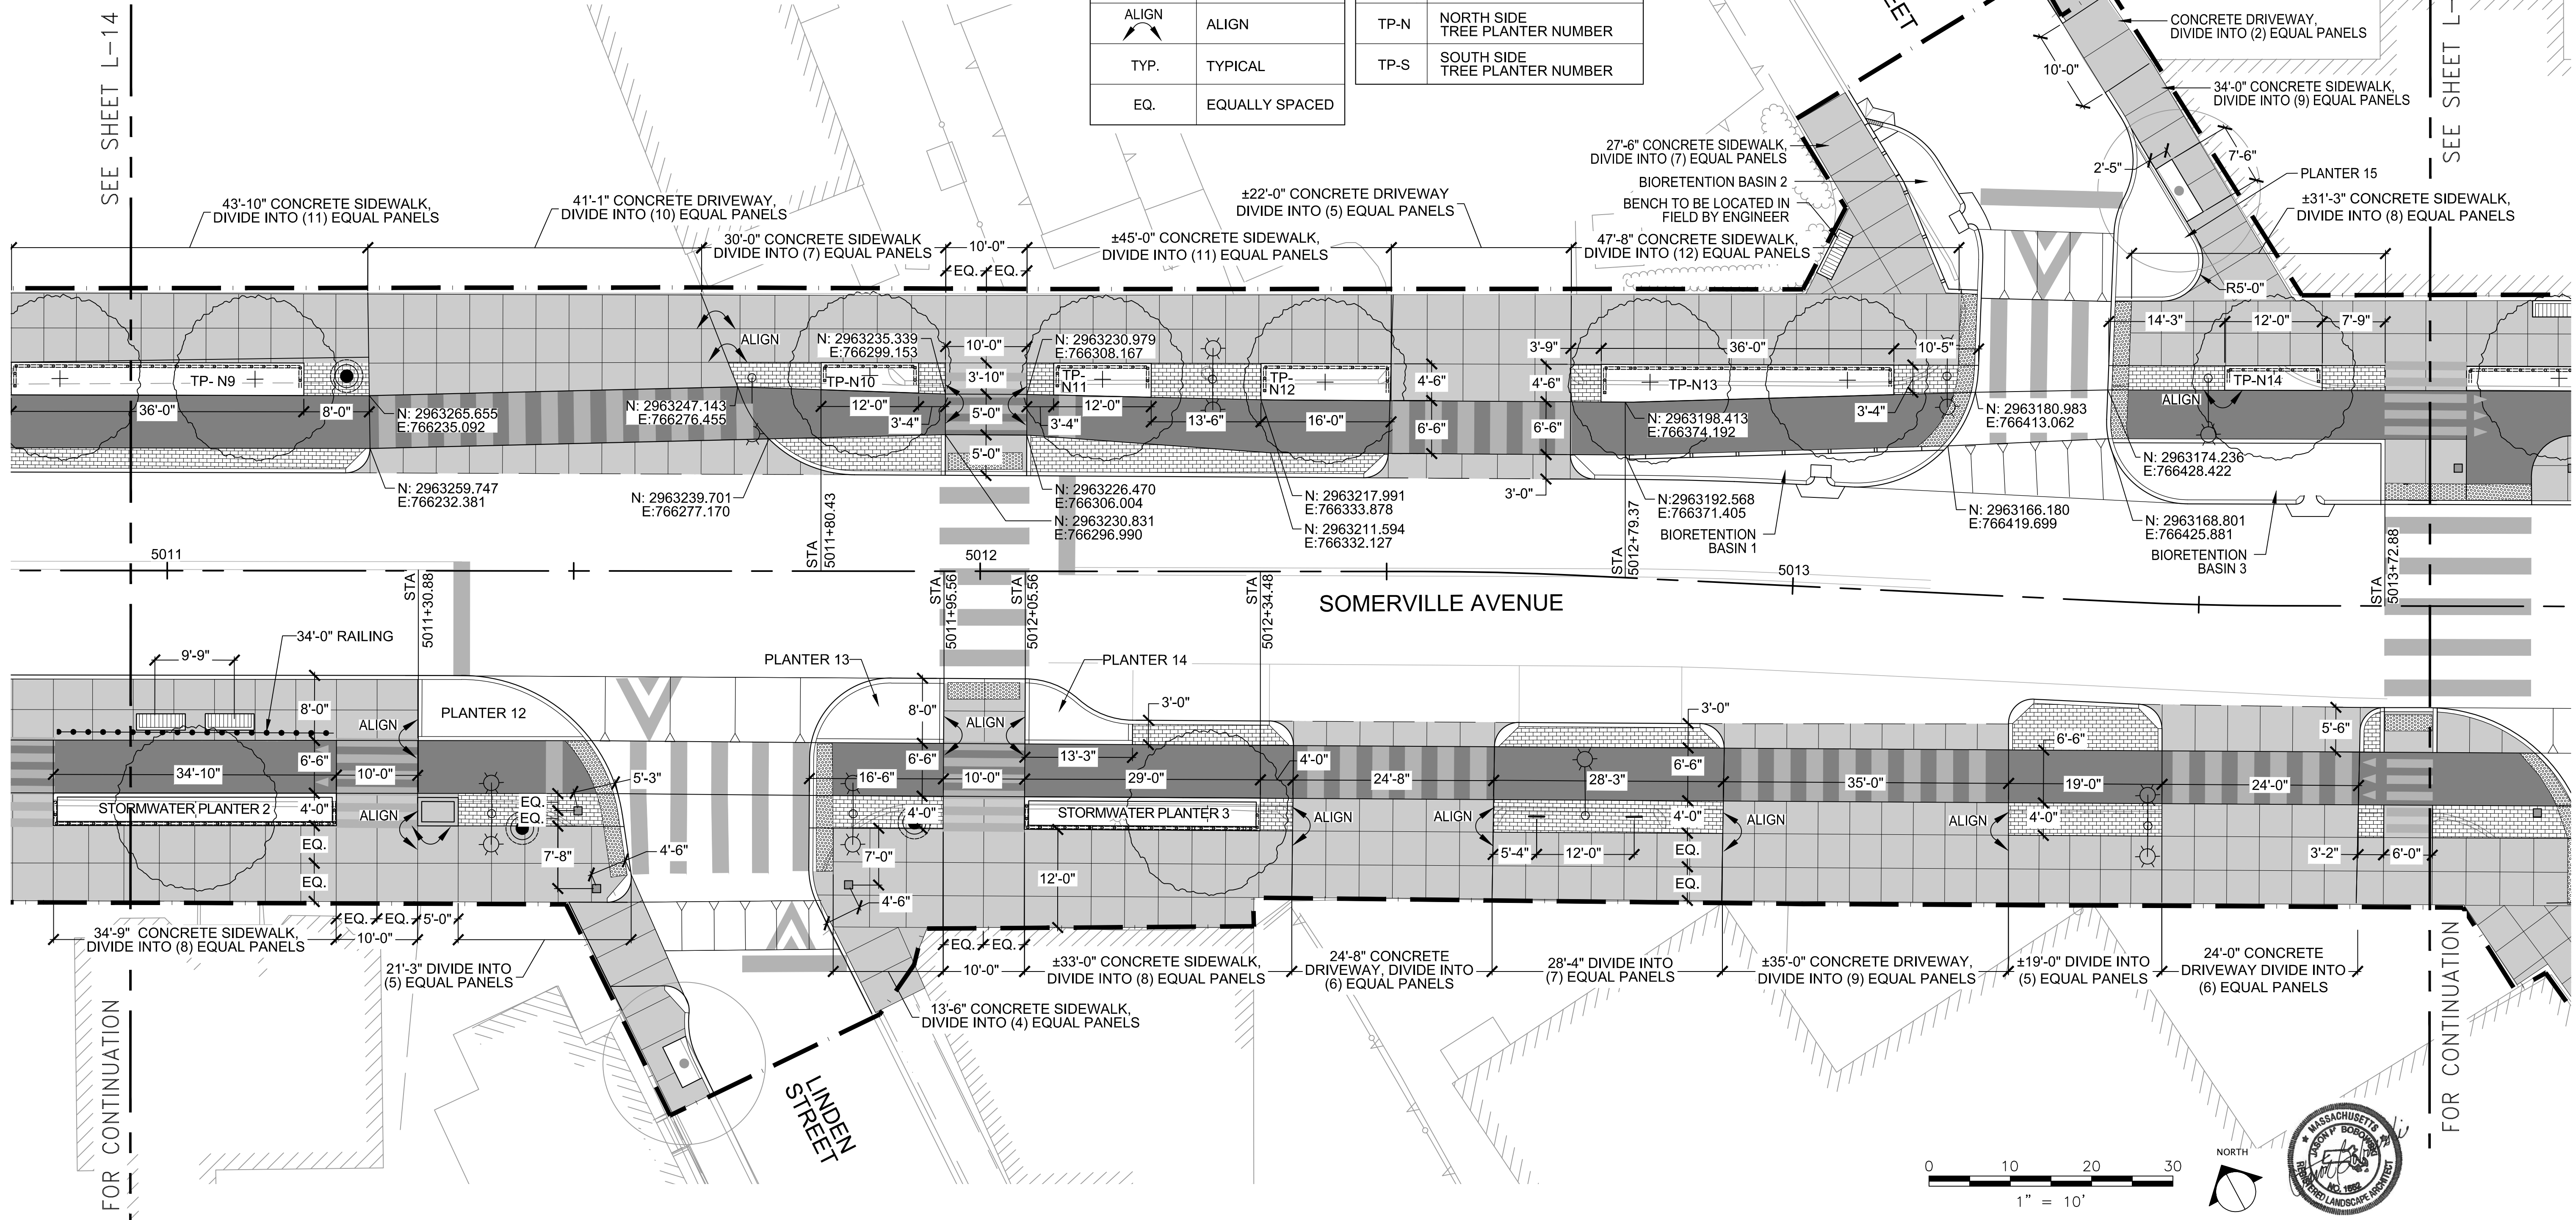 SEE SHEET L-14
ALIGN
ALIGN
TYP.
TYPICAL
EQ.
EQUALLY SPACED
TP-N
NORTH SIDE
TREE PLANTER NUMBER
TP-S
SOUTH SIDE
TREE PLANTER NUMBER
CONCRETE DRIVEWAY,
DIVIDE INTO (2) EQUAL PANELS
10'-0"
34'-0" CONCRETE SIDEWALK,
DIVIDE INTO (9) EQUAL PANELS
2'-5"
7'-6"
PLANTER 15
±31'-3" CONCRETE SIDEWALK,
DIVIDE INTO (8) EQUAL PANELS
27'-6" CONCRETE SIDEWALK,
DIVIDE INTO (7) EQUAL PANELS
BIORETENTION BASIN 2
BENCH TO BE LOCATED IN
FIELD BY ENGINEER
43'-10" CONCRETE SIDEWALK,
DIVIDE INTO (11) EQUAL PANELS
41'-1" CONCRETE DRIVEWAY,
DIVIDE INTO (10) EQUAL PANELS
30'-0" CONCRETE SIDEWALK
DIVIDE INTO (7) EQUAL PANELS
10'-0"
EQ.
EQ.
±45'-0" CONCRETE SIDEWALK,
DIVIDE INTO (11) EQUAL PANELS
±22'-0" CONCRETE DRIVEWAY
DIVIDE INTO (5) EQUAL PANELS
47'-8" CONCRETE SIDEWALK,
DIVIDE INTO (12) EQUAL PANELS
R5'-0"
14'-3"
12'-0"
7'-9"
ALIGN
N: 2963235.339
E:766299.153
10'-0"
3'-10"
5'-0"
5'-0"
N: 2963230.979
E:766308.167
TP- N9
TP-N10
TP-
N11
TP-
N12
TP-N13
TP-N14
ALIGN
36'-0"
8'-0"
N: 2963265.655
E:766235.092
N: 2963247.143
E:766276.455
12'-0"
3'-4"
3'-4"
12'-0"
13'-6"
16'-0"
4'-6"
6'-6"
3'-9"
4'-6"
6'-6"
3'-0"
36'-0"
10'-5"
3'-4"
N: 2963198.413
E:766374.192
N: 2963180.983
E:766413.062
N: 2963174.236
E:766428.422
N: 2963259.747
E:766232.381
N: 2963239.701
E:766277.170
N: 2963226.470
E:766306.004
N: 2963230.831
E:766296.990
N: 2963217.991
E:766333.878
N: 2963211.594
E:766332.127
N:2963192.568
E:766371.405
BIORETENTION
BASIN 1
N: 2963166.180
E:766419.699
N: 2963168.801
E:766425.881
BIORETENTION
BASIN 3
STA
5011+80.43
STA
5012+79.37
5011
5012
5013
STA
5011+30.88
STA
5011+95.56
STA
5012+05.56
STA
5012+34.48
STA
5013+72.88
SOMERVILLE AVENUE
34'-0" RAILING
9'-9"
8'-0"
6'-6"
4'-0"
EQ.
EQ.
ALIGN
ALIGN
PLANTER 12
PLANTER 13
PLANTER 14
34'-10"
10'-0"
STORMWATER PLANTER 2
EQ.
EQ.
7'-8"
5'-3"
4'-6"
8'-0"
6'-6"
4'-0"
7'-0"
4'-6"
16'-6"
10'-0"
ALIGN
13'-3"
29'-0"
3'-0"
4'-0"
STORMWATER PLANTER 3
12'-0"
ALIGN
24'-8"
ALIGN
28'-3"
3'-0"
6'-6"
4'-0"
EQ.
EQ.
5'-4"
12'-0"
ALIGN
35'-0"
ALIGN
6'-6"
19'-0"
4'-0"
24'-0"
5'-6"
3'-2"
6'-0"
34'-9" CONCRETE SIDEWALK,
DIVIDE INTO (8) EQUAL PANELS
EQ.
EQ.
5'-0"
10'-0"
21'-3" DIVIDE INTO
(5) EQUAL PANELS
EQ.
EQ.
10'-0"
13'-6" CONCRETE SIDEWALK,
DIVIDE INTO (4) EQUAL PANELS
±33'-0" CONCRETE SIDEWALK,
DIVIDE INTO (8) EQUAL PANELS
24'-8" CONCRETE
DRIVEWAY, DIVIDE INTO
(6) EQUAL PANELS
28'-4" DIVIDE INTO
(7) EQUAL PANELS
±35'-0" CONCRETE DRIVEWAY,
DIVIDE INTO (9) EQUAL PANELS
±19'-0" DIVIDE INTO
(5) EQUAL PANELS
24'-0" CONCRETE
DRIVEWAY DIVIDE INTO
(6) EQUAL PANELS
LINDEN
STREET
FOR CONTINUATION
SEE SHEET L-
FOR CONTINUATION
0 10 20 30
1" = 10'
NORTH
MASSACHUSETTS
JASON P. BOBOWSKI
NO. 1552
REGISTERED LANDSCAPE ARCHITECT